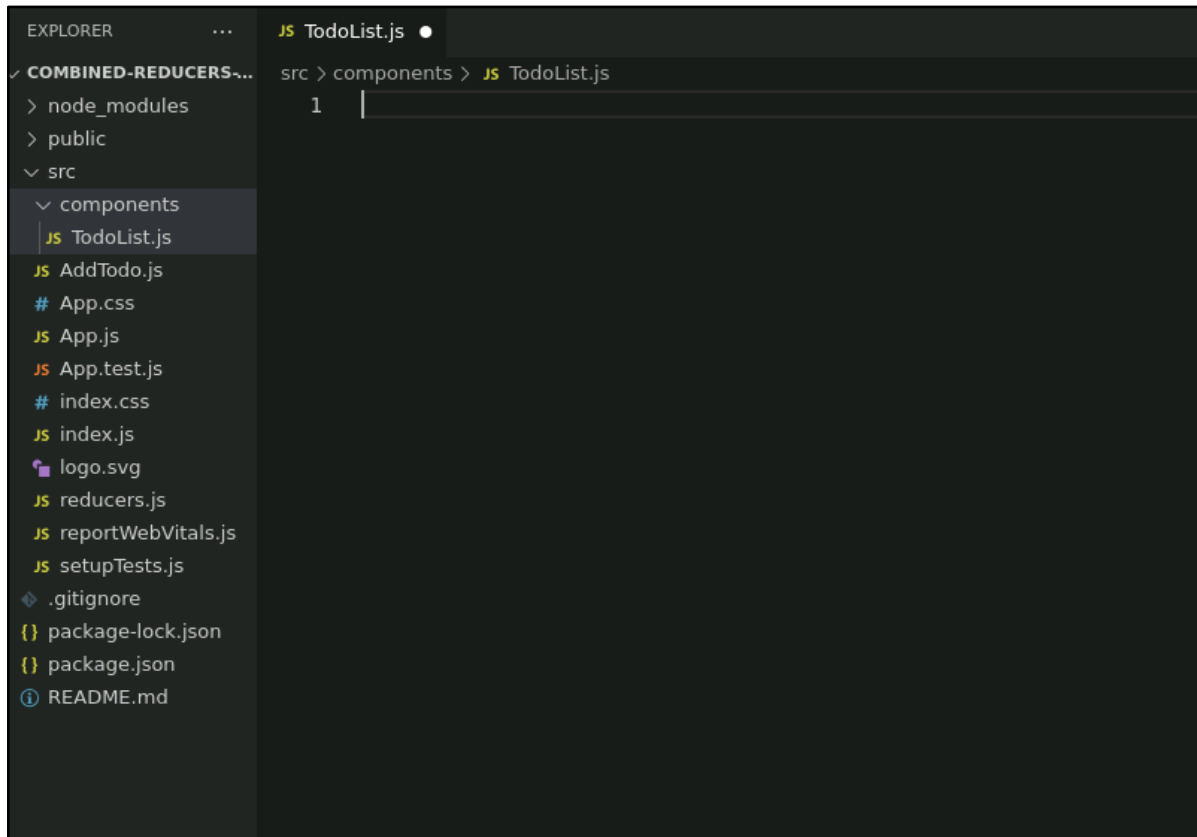 EXPLORER ...
COMBINED-REDUCERS-...
node_modules
public
src
components
JS TodoList.js
JS AddTodo.js
# App.css
JS App.js
JS App.test.js
# index.css
JS index.js
logo.svg
JS reducers.js
JS reportWebVitals.js
JS setupTests.js
.gitignore
{} package-lock.json
{} package.json
README.md
JS TodoList.js
src > components > JS TodoList.js
1